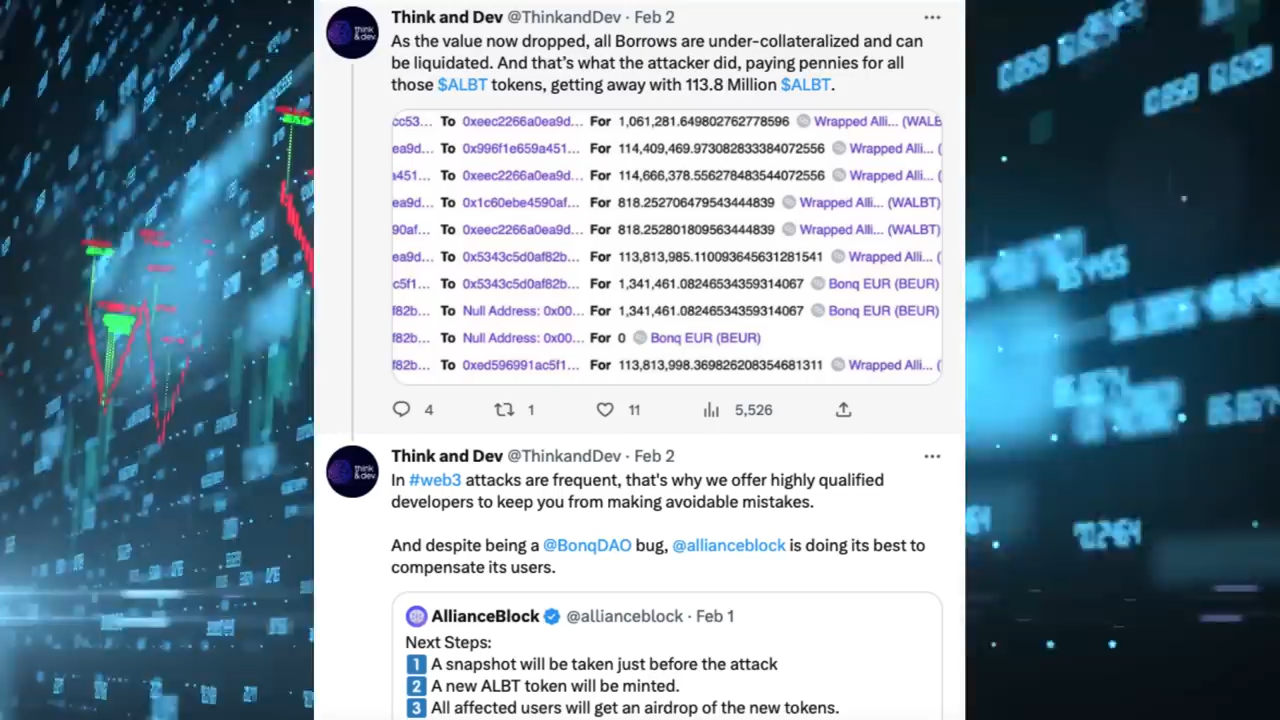 Think and Dev @ThinkandDev · Feb 2
As the value now dropped, all Borrows are under-collateralized and can
be liquidated. And that's what the attacker did, paying pennies for all
those $ALBT tokens, getting away with 113.8 Million $ALBT.
cc53... To 0xeec2266a0ea9d... For 1,061,281.649802762778596 Wrapped Alli... (WALB
ea9d... To 0x996f1e659a451... For 114,409,469.973082833384072556 Wrapped Alli... (
a451... To 0xeec2266a0ea9d... For 114,666,378.556278483544072556 Wrapped Alli... (
ea9d... To 0x1c60ebe4590af... For 818.252706479543444839 Wrapped Alli... (WALBT)
90af... To 0xeec2266a0ea9d... For 818.252801809563444839 Wrapped Alli... (WALBT)
ea9d... To 0x5343c5d0af82b... For 113,813,985.110093645631281541 Wrapped Alli... (
c5f1... To 0x5343c5d0af82b... For 1,341,461.08246534359314067 Bonq EUR (BEUR)
f82b... To Null Address: 0x00... For 1,341,461.08246534359314067 Bonq EUR (BEUR)
f82b... To Null Address: 0x00... For 0 Bonq EUR (BEUR)
f82b... To 0xed596991ac5f1... For 113,813,998.369826208354681311 Wrapped Alli... (
4 1 11 5,526
think
&dev
Think and Dev @ThinkandDev · Feb 2
In #web3 attacks are frequent, that's why we offer highly qualified
developers to keep you from making avoidable mistakes.
And despite being a @BonqDAO bug, @allianceblock is doing its best to
compensate its users.
think
&dev
AllianceBlock @allianceblock · Feb 1
Next Steps:
1 A snapshot will be taken just before the attack
2 A new ALBT token will be minted.
3 All affected users will get an airdrop of the new tokens.